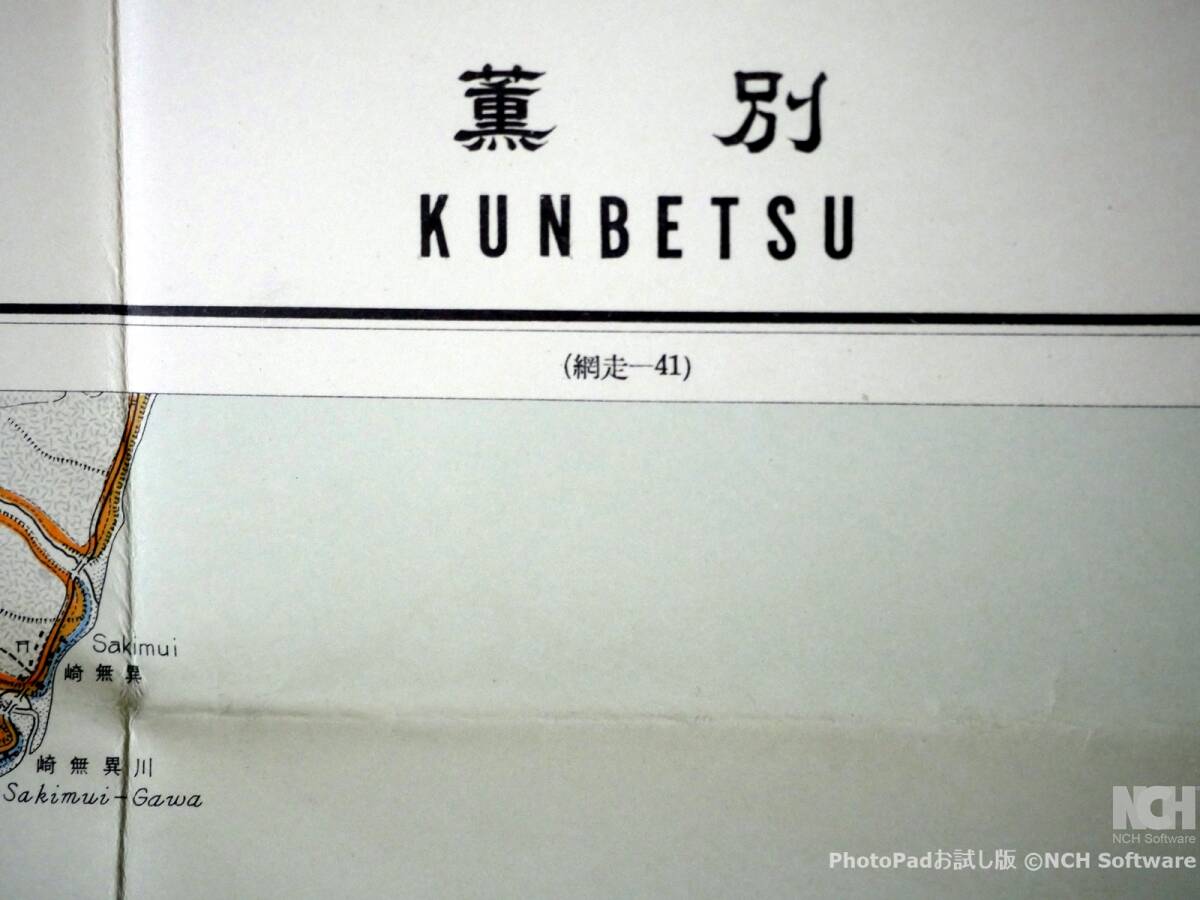 薫別
KUNBETSU
(網走—41)
Sakimui
崎無異
崎無異川
Sakimui-Gawa
NCH
NCH Software
PhotoPadお試し版 ©NCH Software